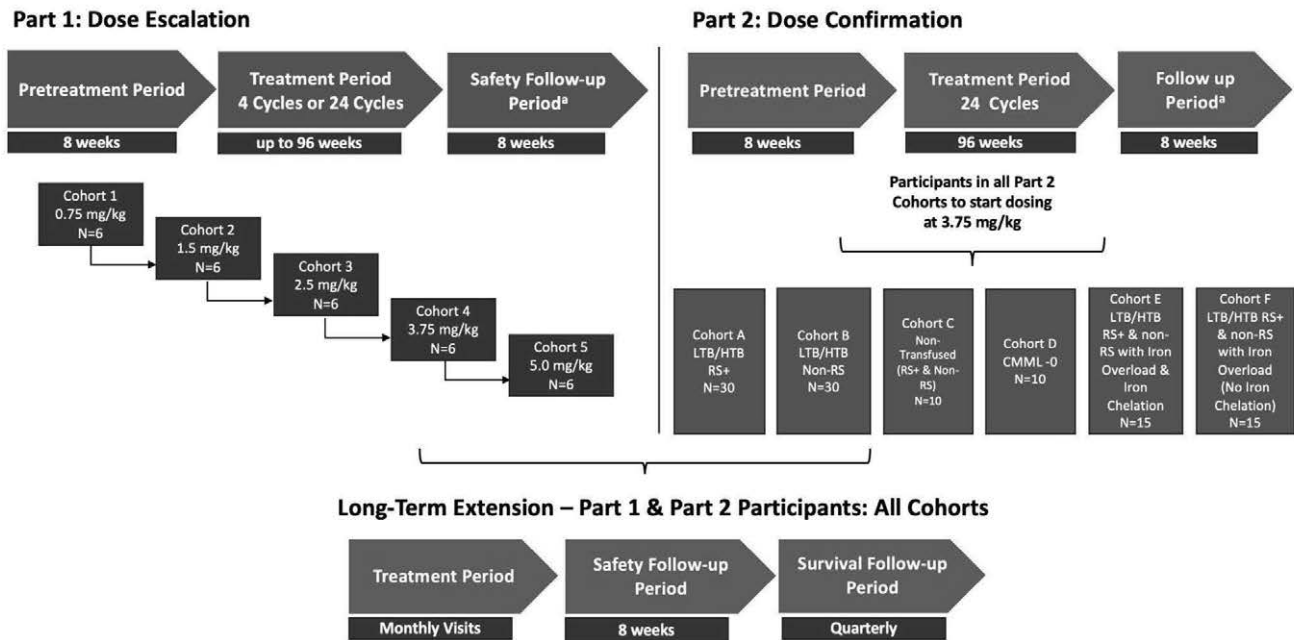 Part 1: Dose Escalation
Pretreatment Period
8 weeks
Treatment Period
4 Cycles or 24 Cycles
up to 96 weeks
Safety Follow-up
Periodᵃ
8 weeks
Cohort 1
0.75 mg/kg
N=6
Cohort 2
1.5 mg/kg
N=6
Cohort 3
2.5 mg/kg
N=6
Cohort 4
3.75 mg/kg
N=6
Cohort 5
5.0 mg/kg
N=6
Part 2: Dose Confirmation
Pretreatment Period
8 weeks
Treatment Period
24 Cycles
96 weeks
Follow up
Periodᵃ
8 weeks
Participants in all Part 2
Cohorts to start dosing
at 3.75 mg/kg
Cohort A
LTB/HTB
RS+
N=30
Cohort B
LTB/HTB
Non-RS
N=30
Cohort C
Non-
Transfused
(RS+ & Non-
RS)
N=10
Cohort D
CMML -0
N=10
Cohort E
LTB/HTB
RS+ & non-
RS with Iron
Overload &
Iron
Chelation
N=15
Cohort F
LTB/HTB RS+
& non-RS
with Iron
Overload
(No Iron
Chelation)
N=15
Long-Term Extension – Part 1 & Part 2 Participants: All Cohorts
Treatment Period
Monthly Visits
Safety Follow-up
Period
8 weeks
Survival Follow-up
Period
Quarterly